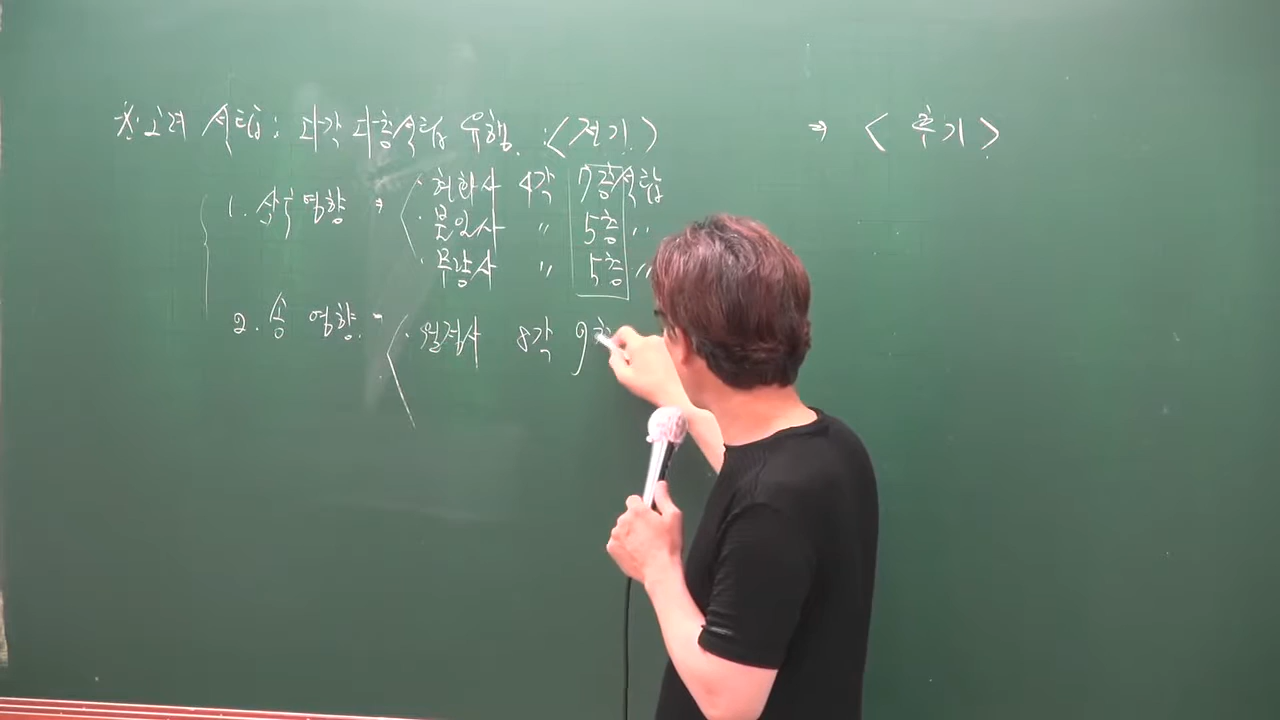 ※ 고려 석탑 : 다각 다층석탑 유행. : <전기> ⇒ <후기>
1. 삼국 영향 → · 현화사 4각 7층석탑
· 불일사 〃 5층 〃
· 무량사 〃 5층 〃
2. 송 영향. - · 월정사 8각 9층